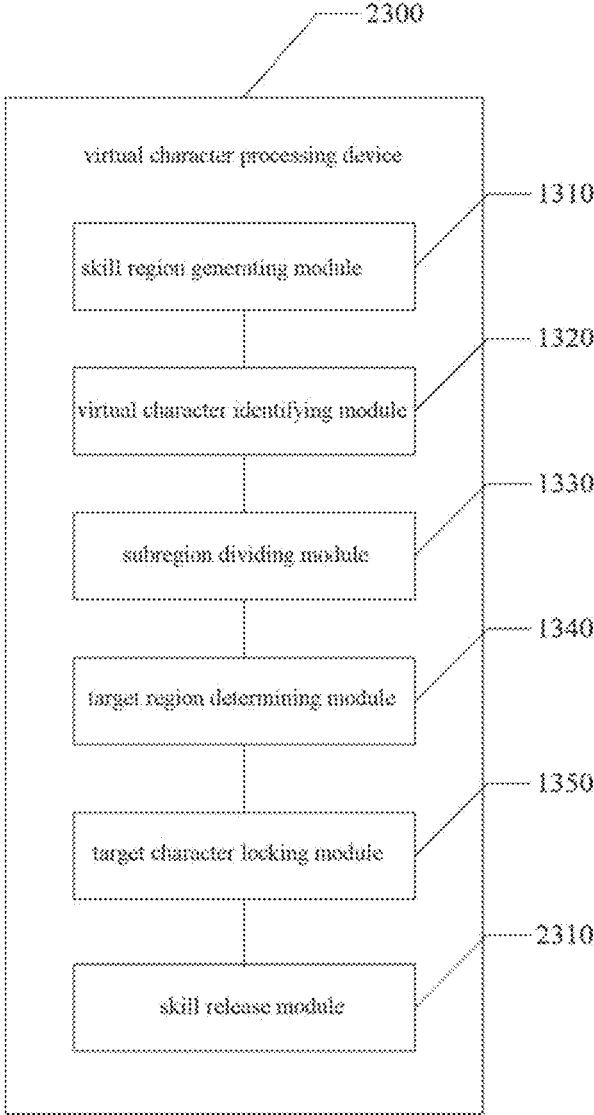 2300
virtual character processing device
1310
skill region generating module
1320
virtual character identifying module
1330
subregion dividing module
1340
target region determining module
1350
target character locking module
2310
skill release module